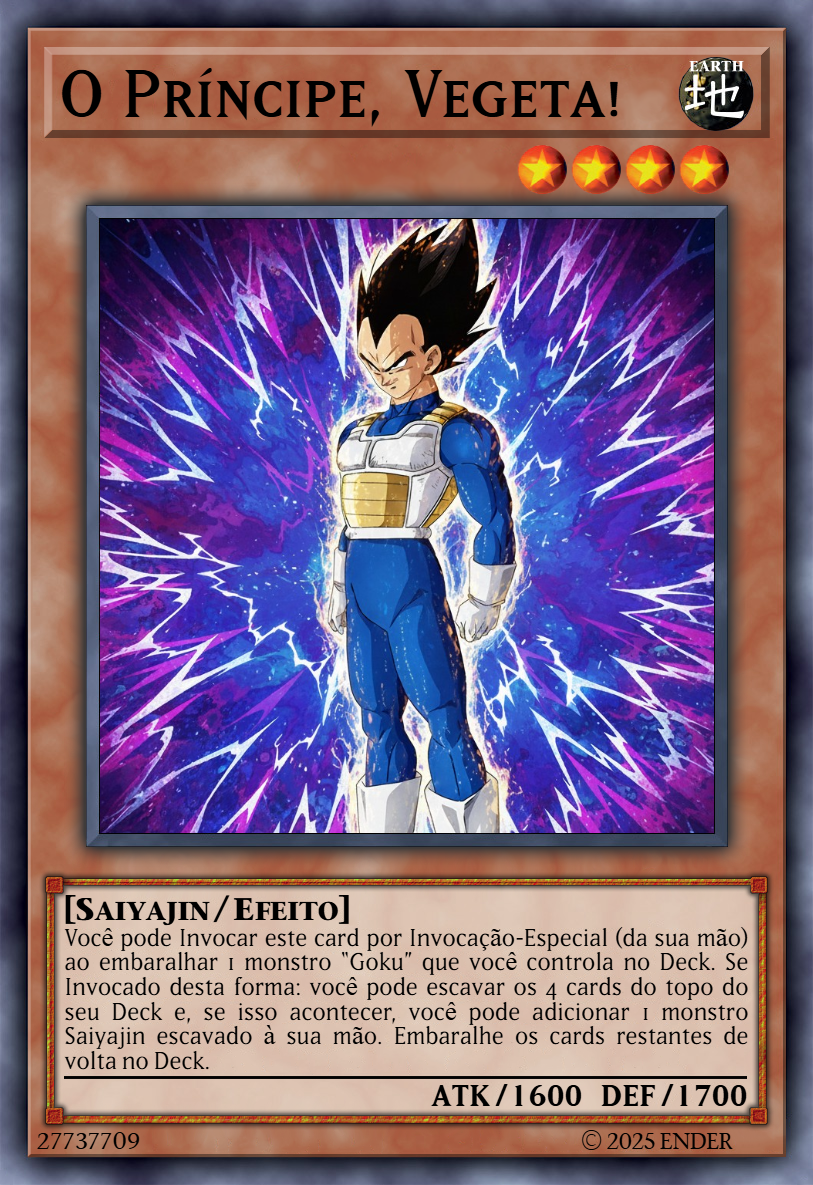 O Príncipe, Vegeta!
EARTH
地
[Saiyajin/Efeito]
Você pode Invocar este card por Invocação-Especial (da sua mão)
ao embaralhar 1 monstro "Goku" que você controla no Deck. Se
Invocado desta forma: você pode escavar os 4 cards do topo do
seu Deck e, se isso acontecer, você pode adicionar 1 monstro
Saiyajin escavado à sua mão. Embaralhe os cards restantes de
volta no Deck.
ATK/1600 DEF/1700
27737709 © 2025 ENDER